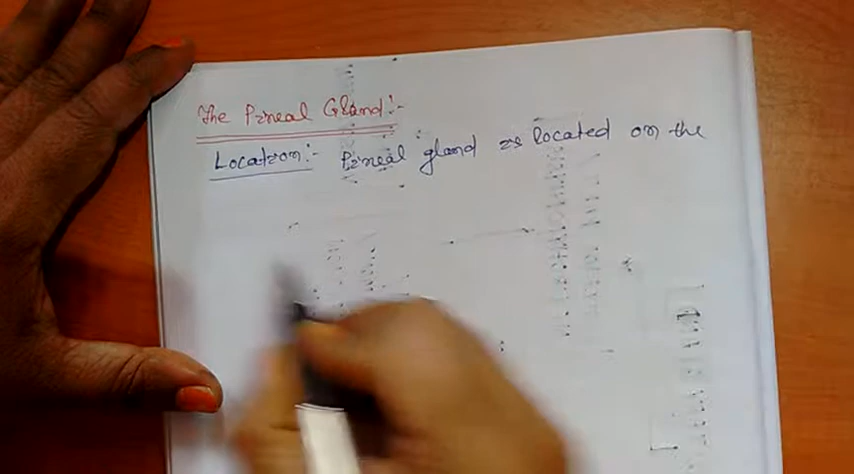 The Pineal Gland:-
Location:- Pineal gland is located on the